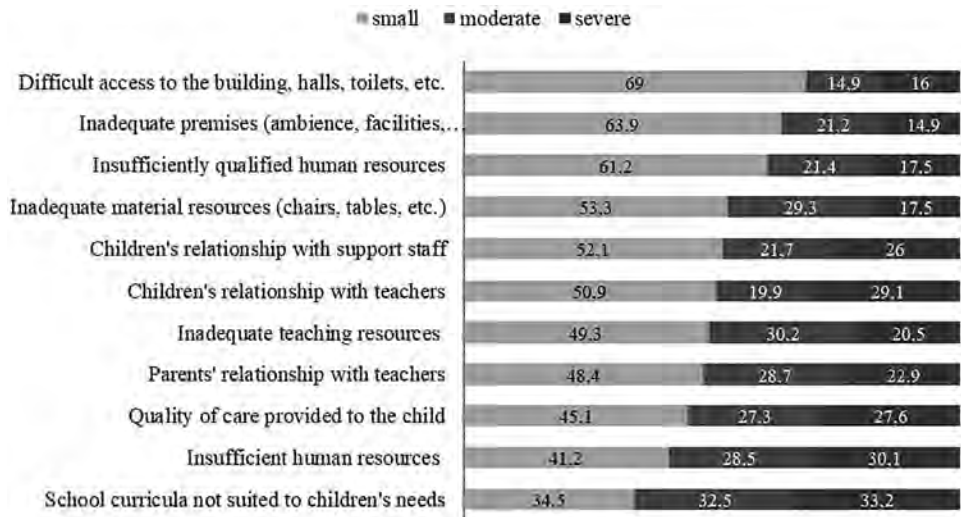 small moderate severe
Difficult access to the building, halls, toilets, etc. 69 14.9 16
Inadequate premises (ambience, facilities,… 63.9 21.2 14.9
Insufficiently qualified human resources 61.2 21.4 17.5
Inadequate material resources (chairs, tables, etc.) 53.3 29.3 17.5
Children's relationship with support staff 52.1 21.7 26
Children's relationship with teachers 50.9 19.9 29.1
Inadequate teaching resources 49.3 30.2 20.5
Parents' relationship with teachers 48.4 28.7 22.9
Quality of care provided to the child 45.1 27.3 27.6
Insufficient human resources 41.2 28.5 30.1
School curricula not suited to children's needs 34.5 32.5 33.2